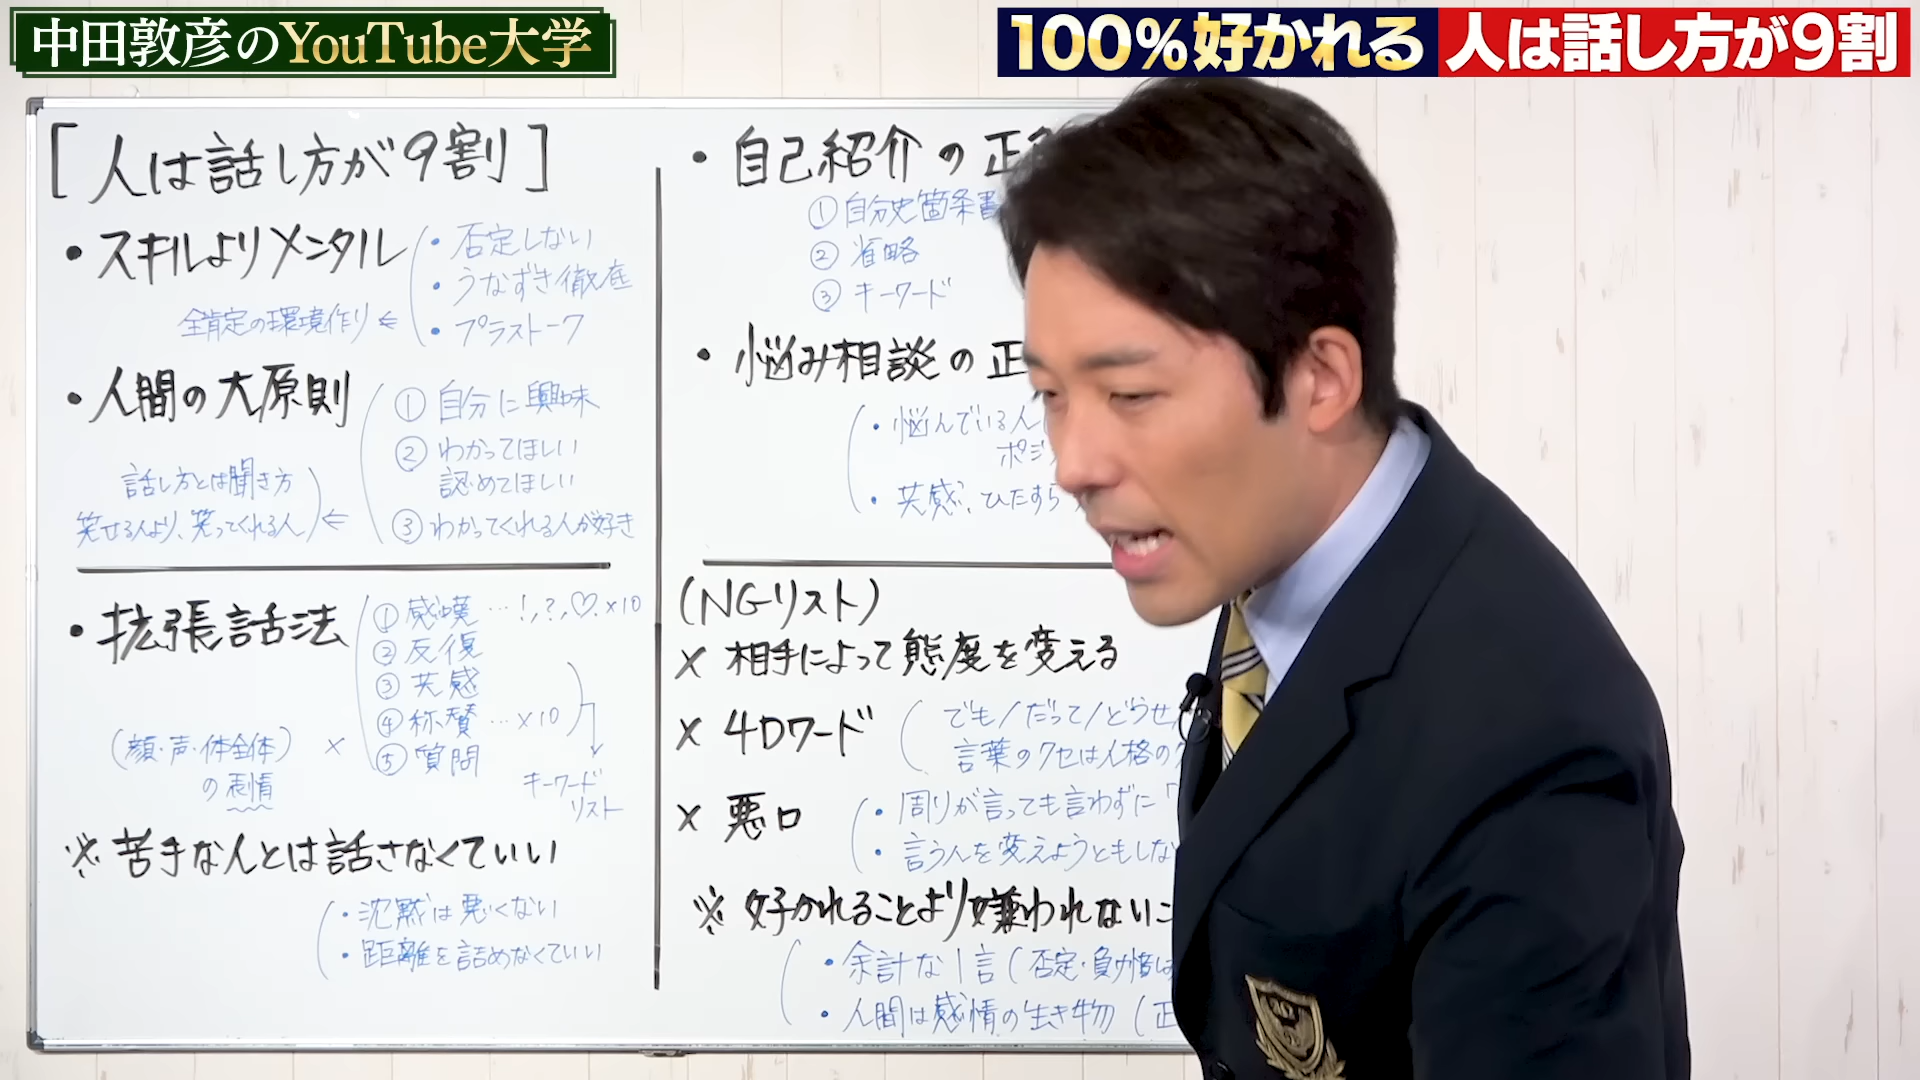 中田敦彦のYouTube大学
100%好かれる 人は話し方が9割
[人は話し方が9割]
・スキルよりメンタル
・否定しない
・うなずき徹底
・プラストーク
全肯定の環境作り ⇐
・人間の大原則
① 自分に興味
② わかってほしい
認めてほしい
③ わかってくれる人が好き
話し方とは聞き方
笑せる人より、笑ってくれる人 ⇐
・拡張話法
① 感嘆 …!,?,♡.×10
② 反復
③ 共感
④ 称賛 …×10
⑤ 質問
(顔・声・体全体)
の表情
×
キーワード
リスト
※ 苦手な人とは話さなくていい
・沈黙は悪くない
・距離を詰めなくていい
・自己紹介の正
① 自分史箇条書
② 省略
③ キーワード
・悩み相談の正
・悩んでいる人
ポジ
・共感、ひたすら
(NGリスト)
× 相手によって態度を変える
× 4Dワード
でも/だって/どうせ/
言葉のクセは人格の
× 悪口
・周りが言っても言わずに「
・言う人を変えようともしな
※ 好かれることより嫌われないこ
・余計な1言(否定・負け惜し
・人間は感情の生き物(正